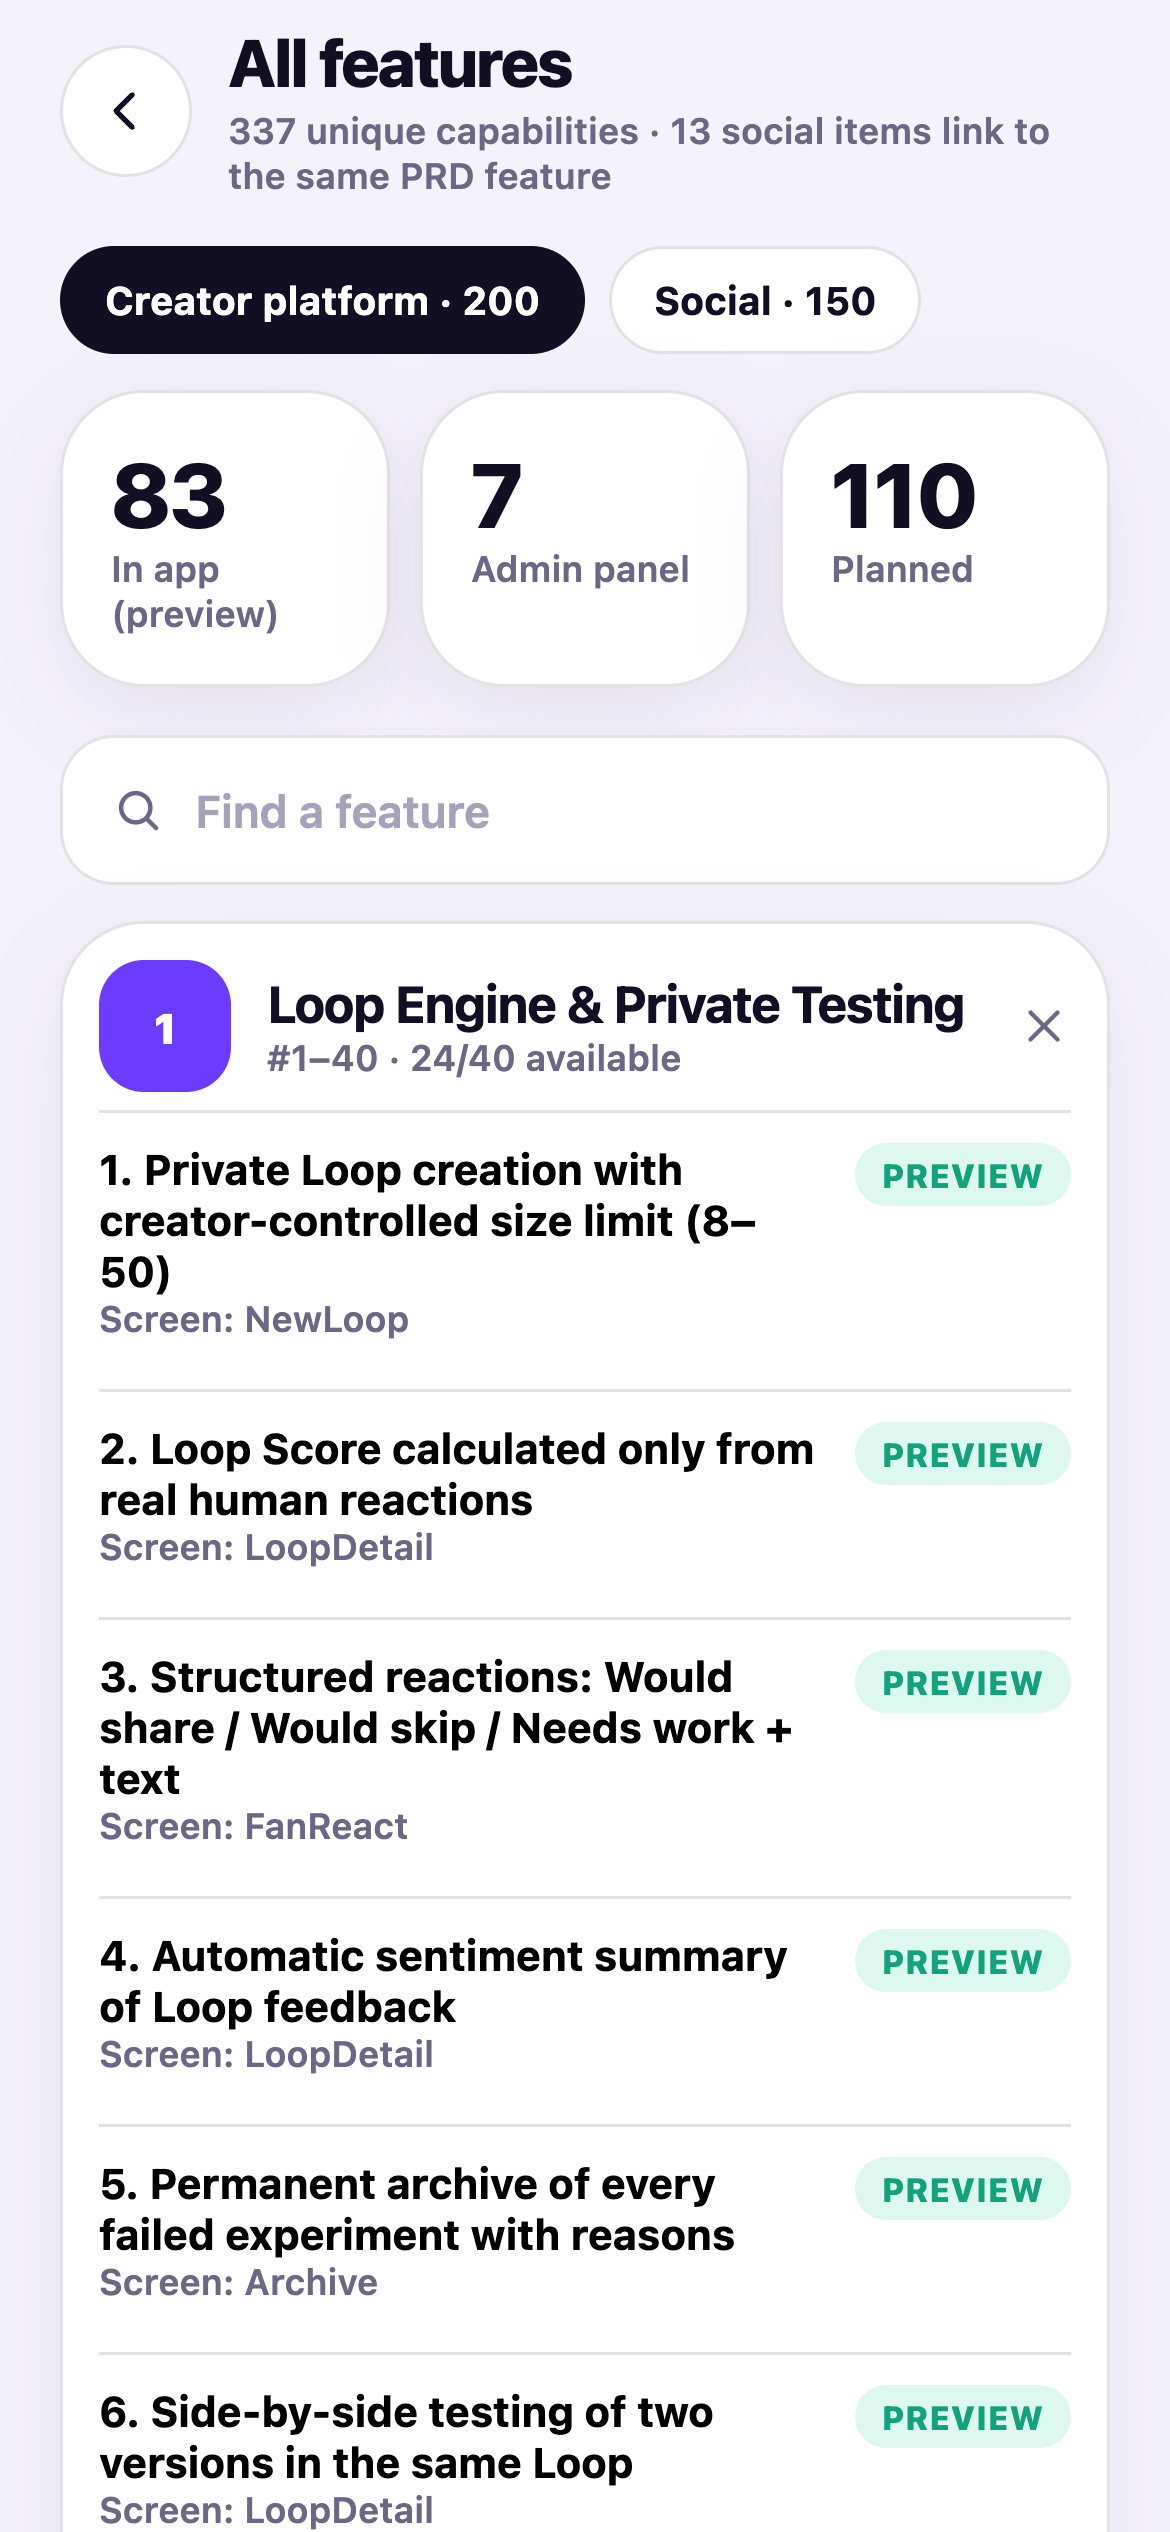 All features
337 unique capabilities · 13 social items link to
the same PRD feature
Creator platform · 200
Social · 150
83
In app
(preview)
7
Admin panel
110
Planned
Find a feature
1
Loop Engine & Private Testing
#1–40 · 24/40 available
1. Private Loop creation with
creator-controlled size limit (8–
50)
PREVIEW
Screen: NewLoop
2. Loop Score calculated only from
real human reactions
PREVIEW
Screen: LoopDetail
3. Structured reactions: Would
share / Would skip / Needs work +
text
PREVIEW
Screen: FanReact
4. Automatic sentiment summary
of Loop feedback
PREVIEW
Screen: LoopDetail
5. Permanent archive of every
failed experiment with reasons
PREVIEW
Screen: Archive
6. Side-by-side testing of two
versions in the same Loop
PREVIEW
Screen: LoopDetail